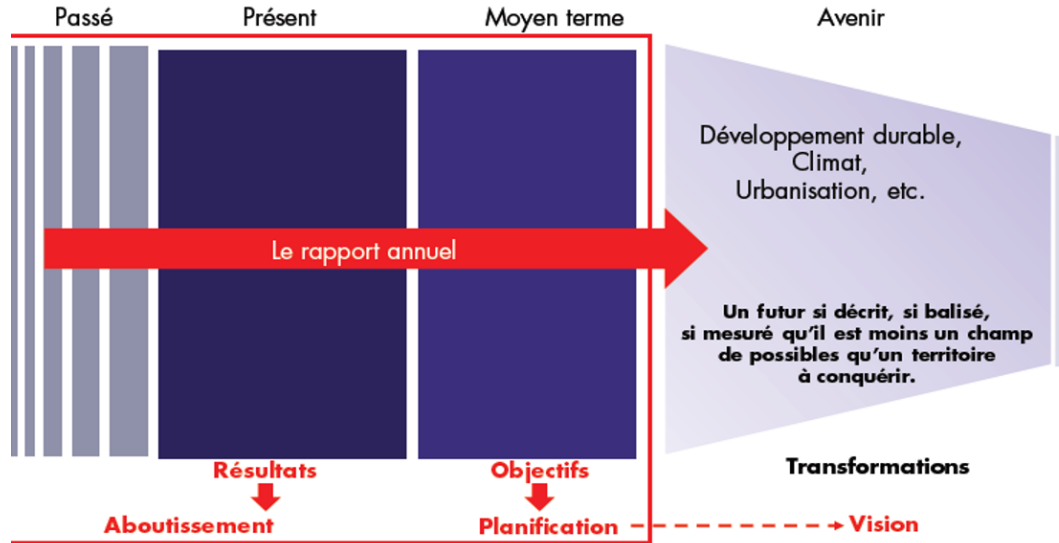 Passé
Présent
Moyen terme
Avenir
Développement durable,
Climat,
Urbanisation, etc.
Le rapport annuel
Un futur si décrit, si balisé,
si mesuré qu'il est moins un champ
de possibles qu'un territoire
à conquérir.
Résultats
Objectifs
Transformations
Aboutissement
Planification
Vision